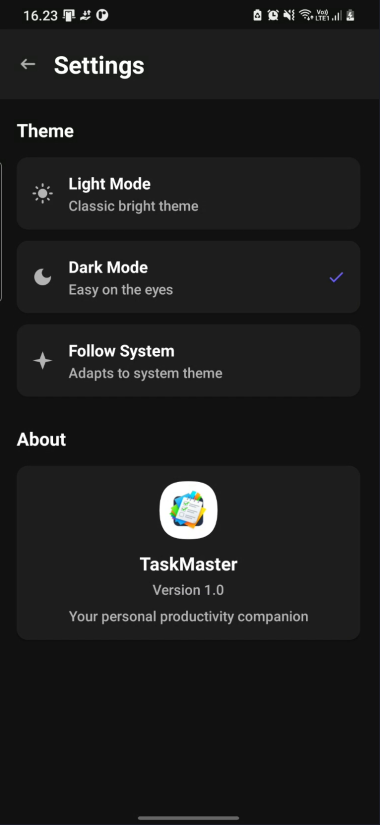 16.23
Vo))
LTE1
Settings
Theme
Light Mode
Classic bright theme
Dark Mode
Easy on the eyes
Follow System
Adapts to system theme
About
TaskMaster
Version 1.0
Your personal productivity companion